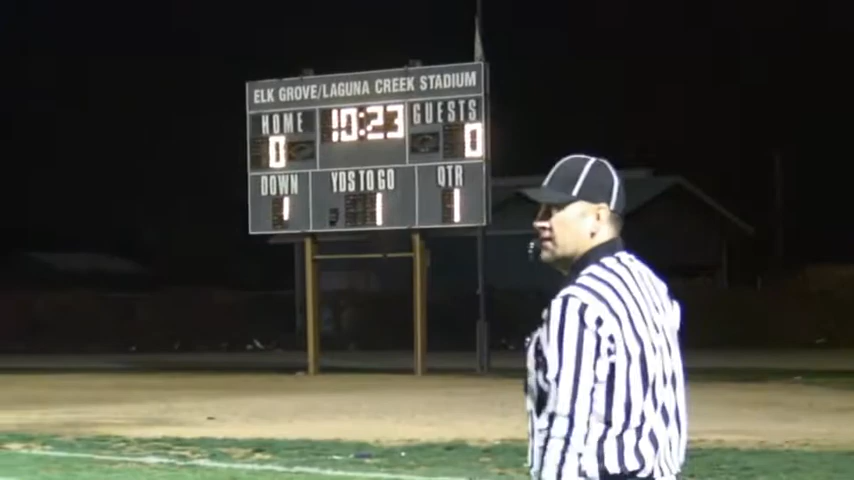 ELK GROVE/LAGUNA CREEK STADIUM
HOME 10:23 GUESTS
0 0
DOWN YDS TO GO QTR
1 1 1